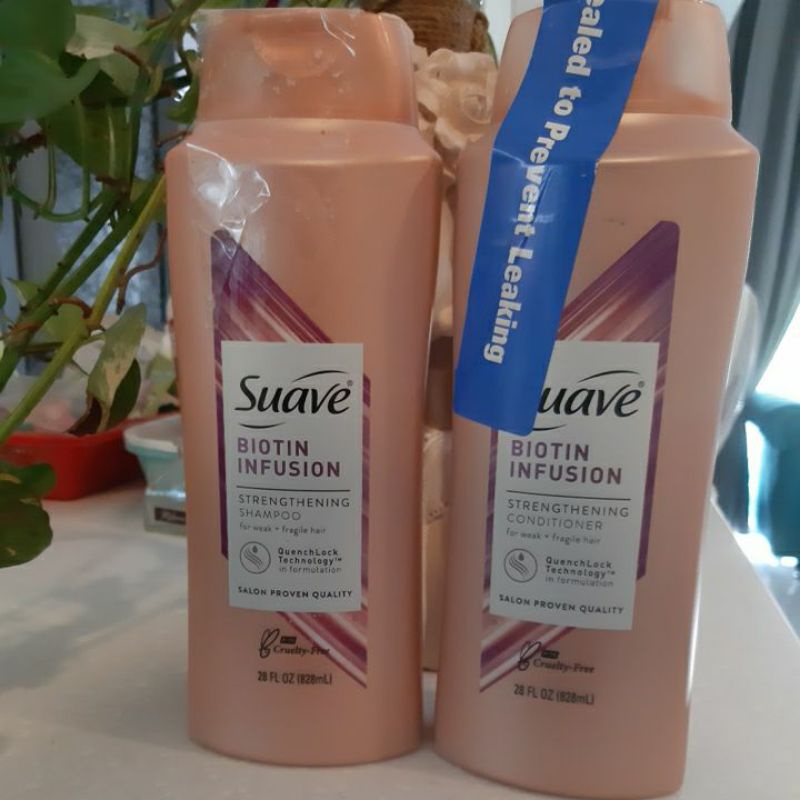 Suave®
BIOTIN
INFUSION
STRENGTHENING
SHAMPOO
for weak + fragile hair
QuenchLock
Technology™
in formulation
SALON PROVEN QUALITY
Cruelty-Free
28 FL OZ (828mL)
ealed to Prevent Leaking
uave®
BIOTIN
INFUSION
STRENGTHENING
CONDITIONER
for weak + fragile hair
QuenchLock
Technology™
in formulation
SALON PROVEN QUALITY
Cruelty-Free
28 FL OZ (828mL)